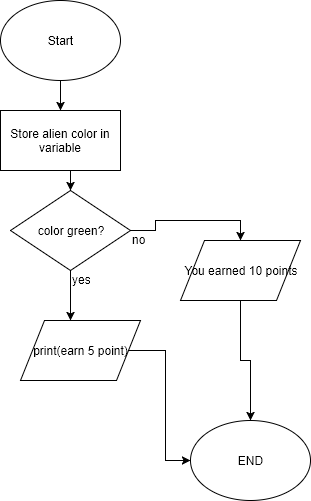 Start
Store alien color in
variable
color green?
no
You earned 10 points
yes
print(earn 5 point)
END